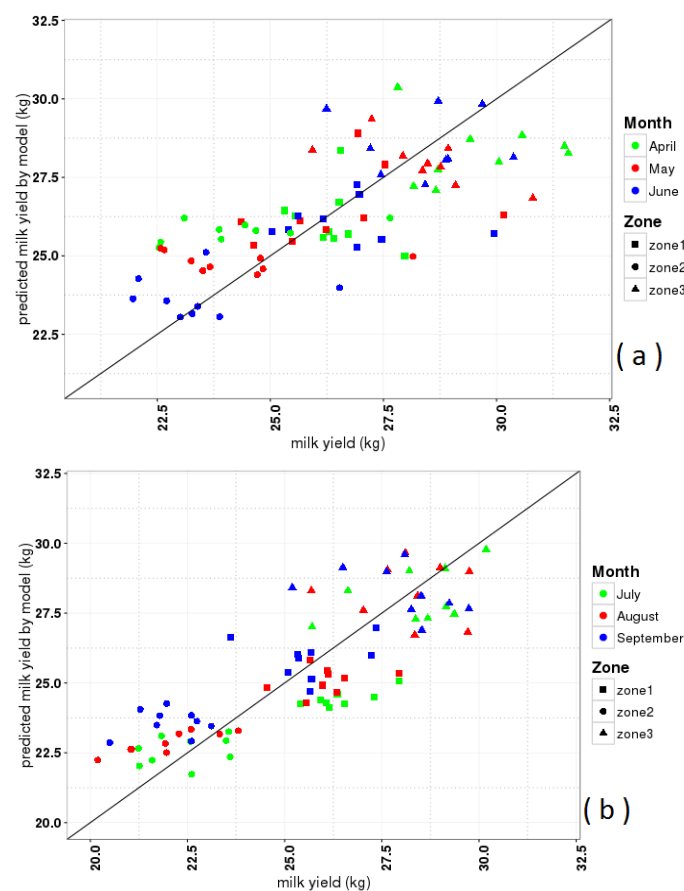 32.5
30.0
27.5
25.0
22.5
predicted milk yield by model (kg)
22.5
25.0
27.5
30.0
32.5
milk yield (kg)
Month
April
May
June
Zone
zone1
zone2
zone3
( a )
32.5
30.0
27.5
25.0
22.5
20.0
predicted milk yield by model (kg)
20.0
22.5
25.0
27.5
30.0
32.5
milk yield (kg)
Month
July
August
September
Zone
zone1
zone2
zone3
( b )